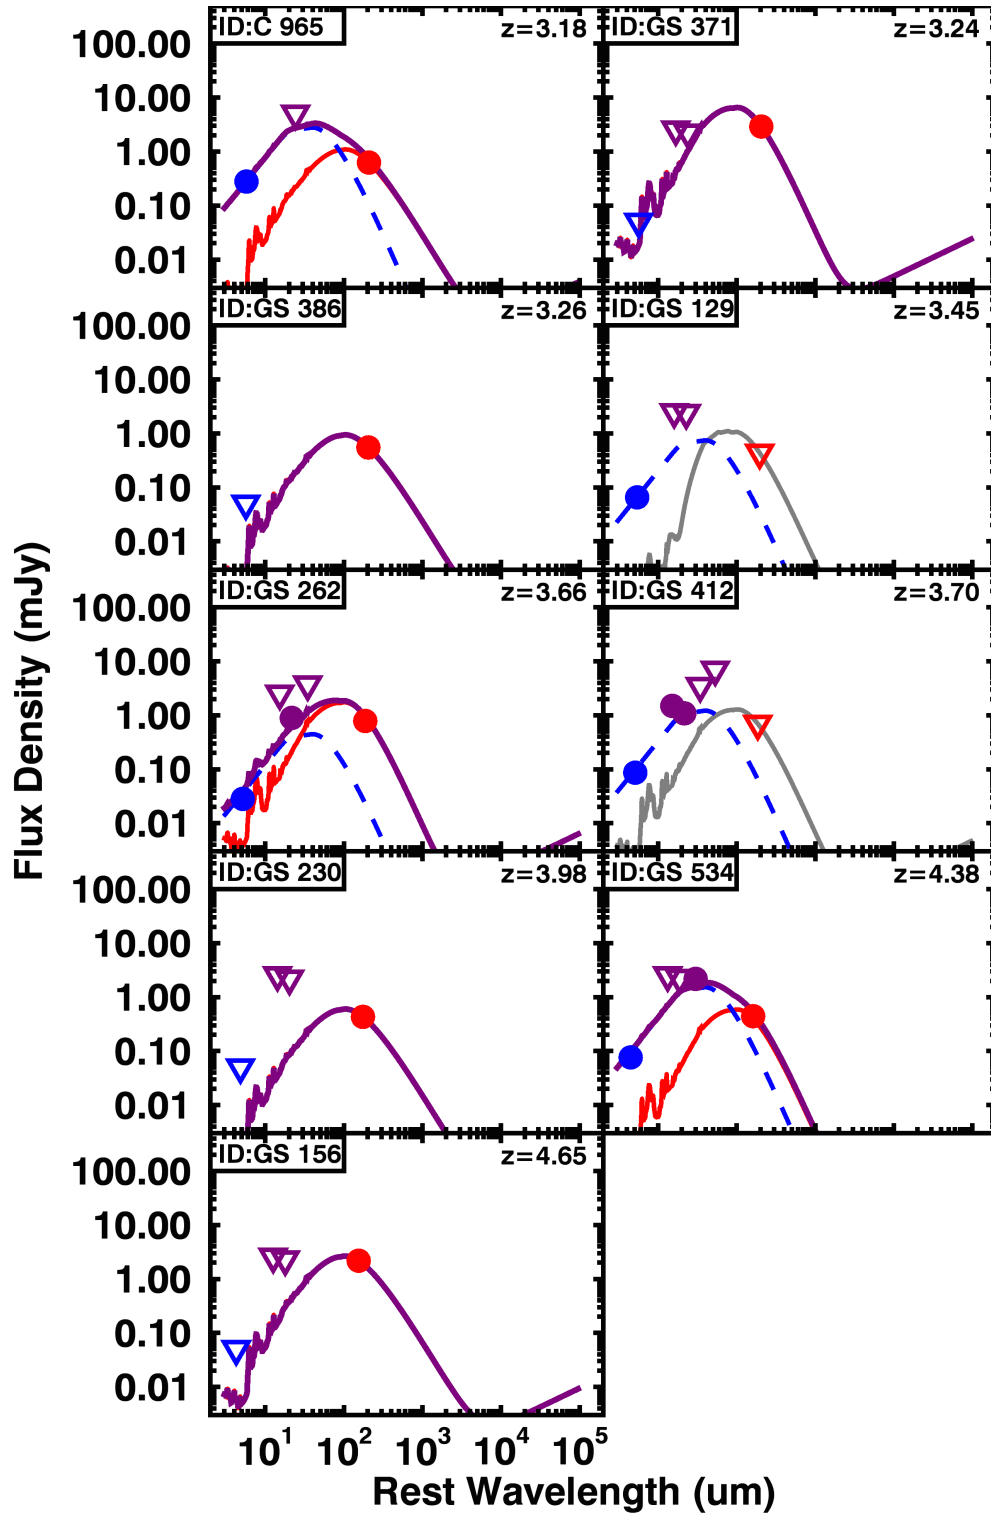 ID:C 965
z=3.18
ID:GS 371
z=3.24
100.00
10.00
1.00
0.10
0.01
ID:GS 386
z=3.26
ID:GS 129
z=3.45
100.00
10.00
1.00
0.10
0.01
ID:GS 262
z=3.66
ID:GS 412
z=3.70
100.00
10.00
1.00
0.10
0.01
ID:GS 230
z=3.98
ID:GS 534
z=4.38
100.00
10.00
1.00
0.10
0.01
ID:GS 156
z=4.65
100.00
10.00
1.00
0.10
0.01
Flux Density (mJy)
10¹ 10² 10³ 10⁴ 10⁵
Rest Wavelength (um)